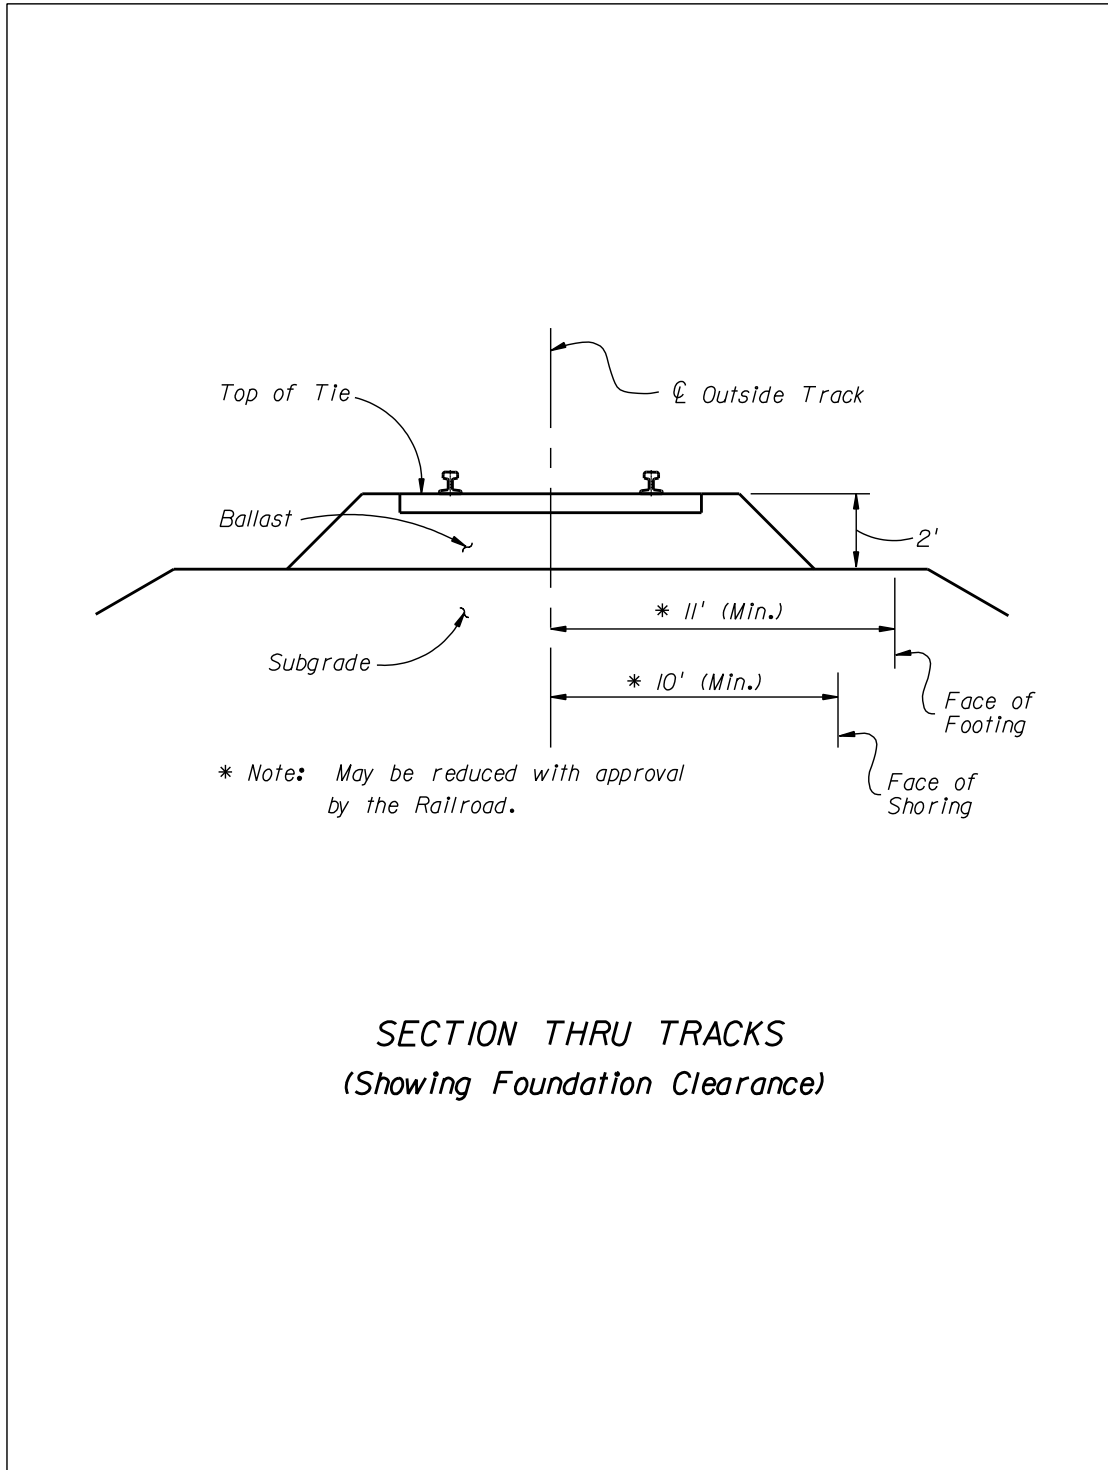 Top of Tie
℄ Outside Track
Ballast
2'
* 11' (Min.)
Subgrade
* 10' (Min.)
Face of
Footing
* Note: May be reduced with approval
by the Railroad.
Face of
Shoring
SECTION THRU TRACKS
(Showing Foundation Clearance)